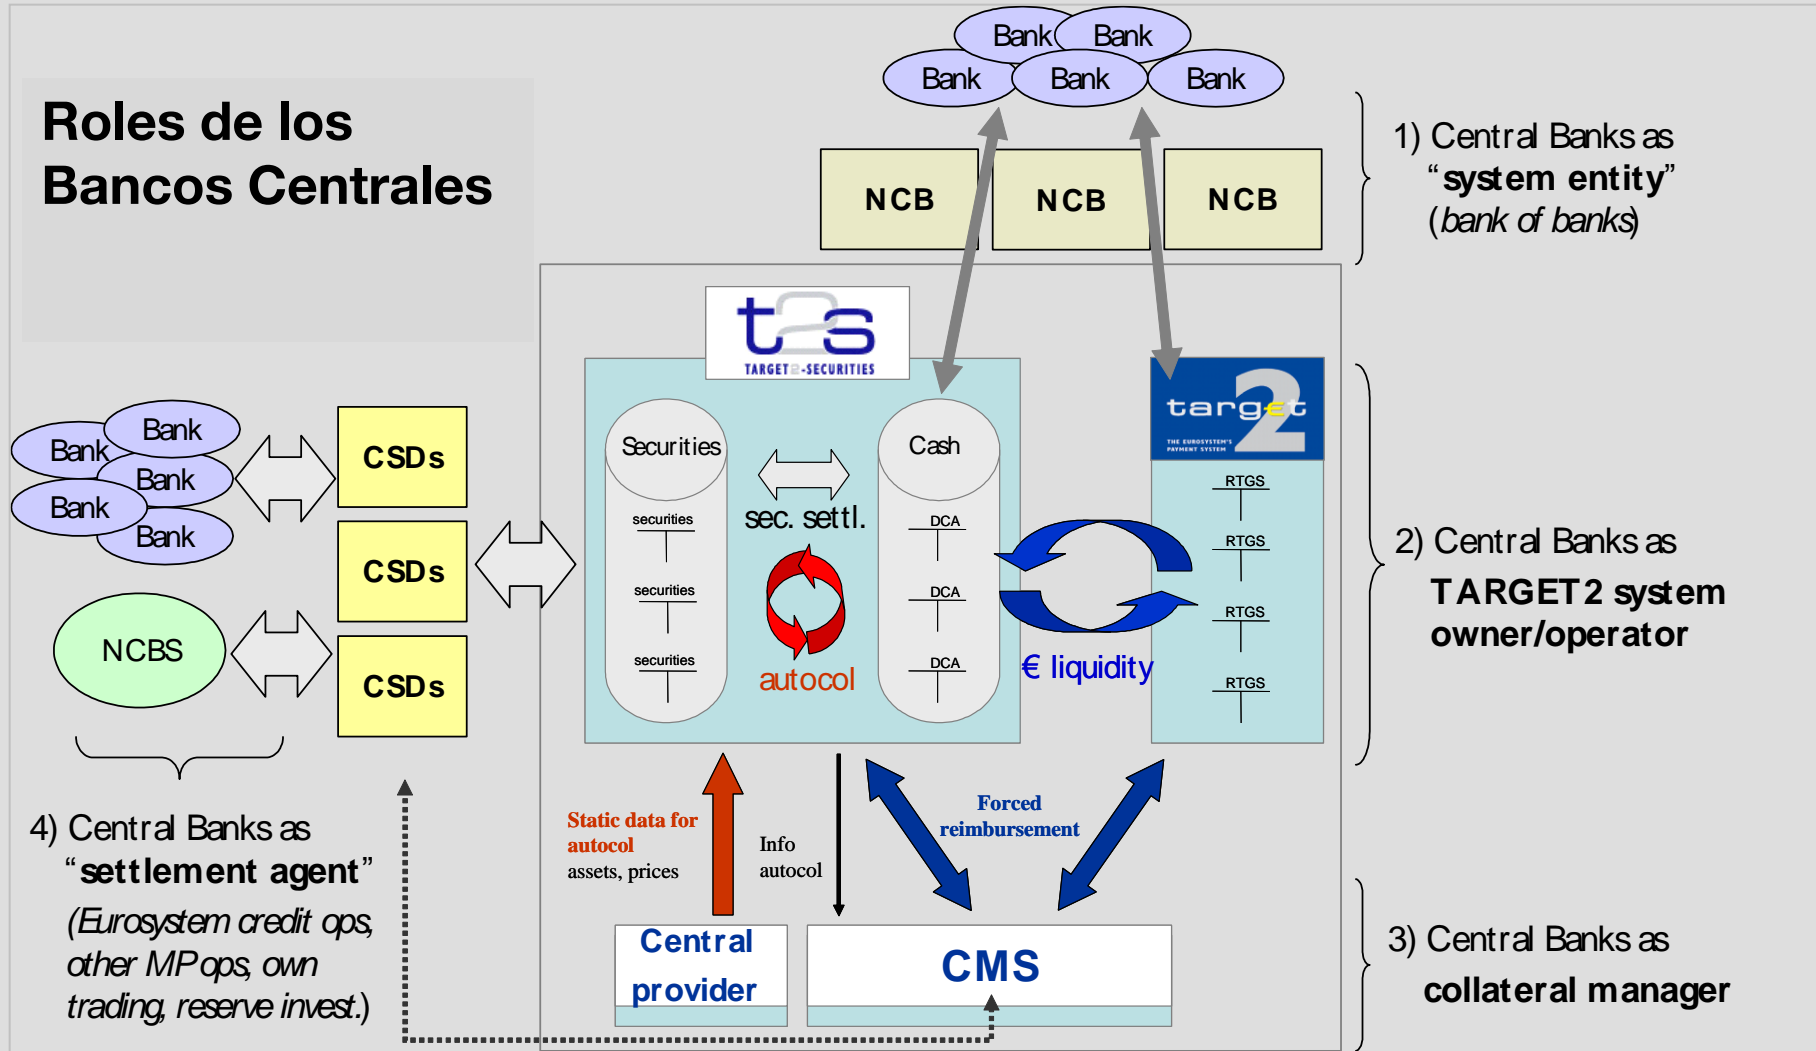 Roles de los
Bancos Centrales
Bank
Bank
Bank
Bank
Bank
NCB
NCB
NCB
1) Central Banks as
“system entity”
(bank of banks)
t2s
TARGET2-SECURITIES
target
2
THE EUROSYSTEM'S
PAYMENT SYSTEM
Securities
Cash
sec. settl.
securities
securities
securities
DCA
DCA
DCA
autocol
€ liquidity
RTGS
RTGS
RTGS
RTGS
2) Central Banks as
TARGET2 system
owner/operator
Bank
Bank
Bank
Bank
Bank
NCBS
CSDs
CSDs
CSDs
4) Central Banks as
“settlement agent”
(Eurosystem credit ops,
other MP ops, own
trading, reserve invest.)
Static data for
autocol
assets, prices
Info
autocol
Forced
reimbursement
Central
provider
CMS
3) Central Banks as
collateral manager